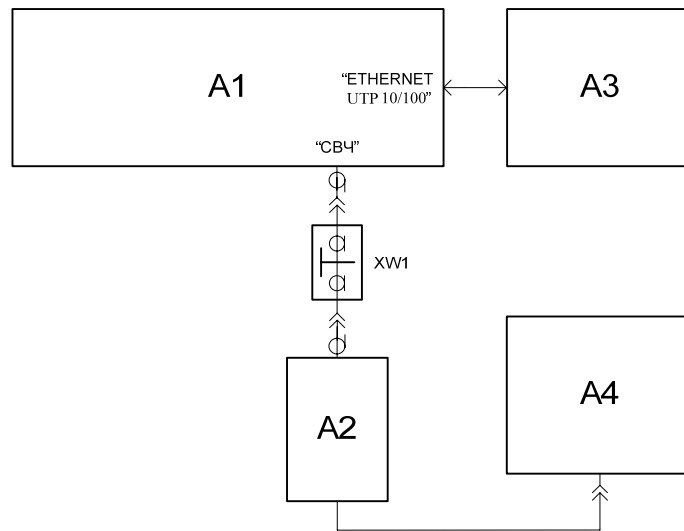 A1
“ETHERNET
UTP 10/100”
A3
“СВЧ”
XW1
A2
A4